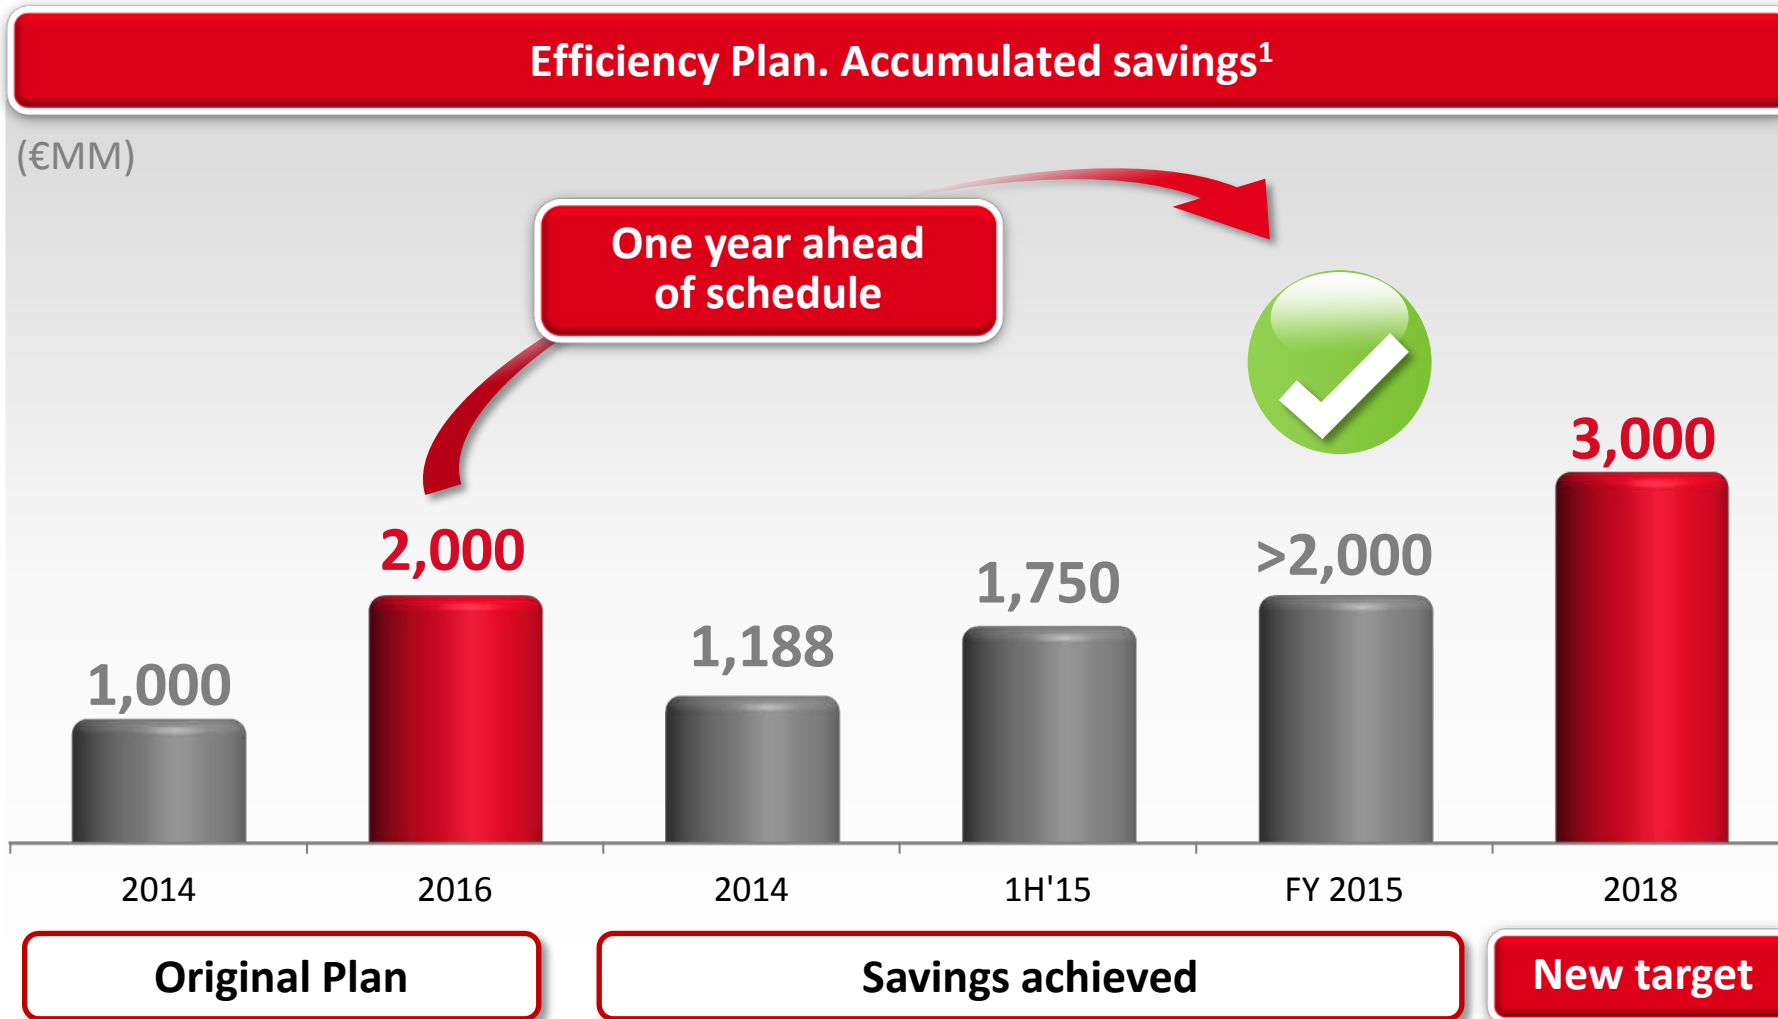 Efficiency Plan. Accumulated savings¹
(€MM)
One year ahead
of schedule
1,000
2,000
1,188
1,750
>2,000
3,000
2014
2016
2014
1H'15
FY 2015
2018
Original Plan
Savings achieved
New target